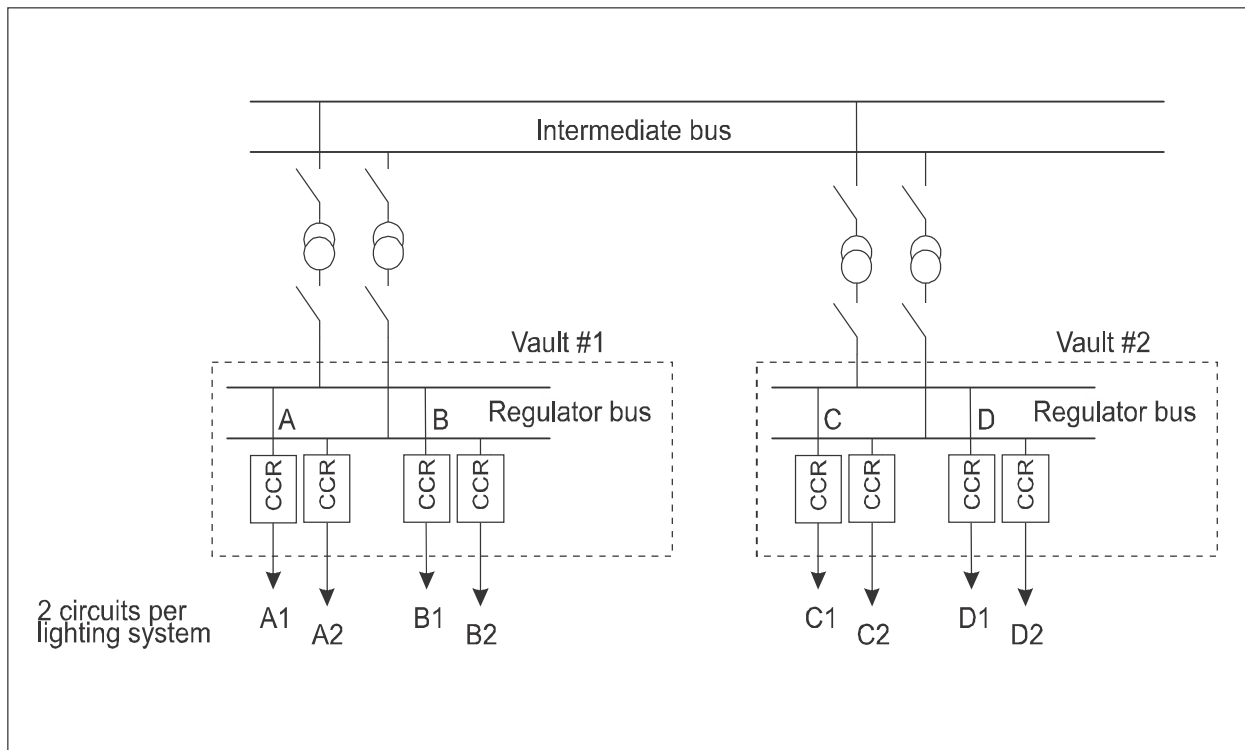 Intermediate bus
Vault #1
Vault #2
A
B
Regulator bus
C
D
Regulator bus
CCR
CCR
CCR
CCR
CCR
CCR
CCR
CCR
2 circuits per
lighting system
A1
A2
B1
B2
C1
C2
D1
D2